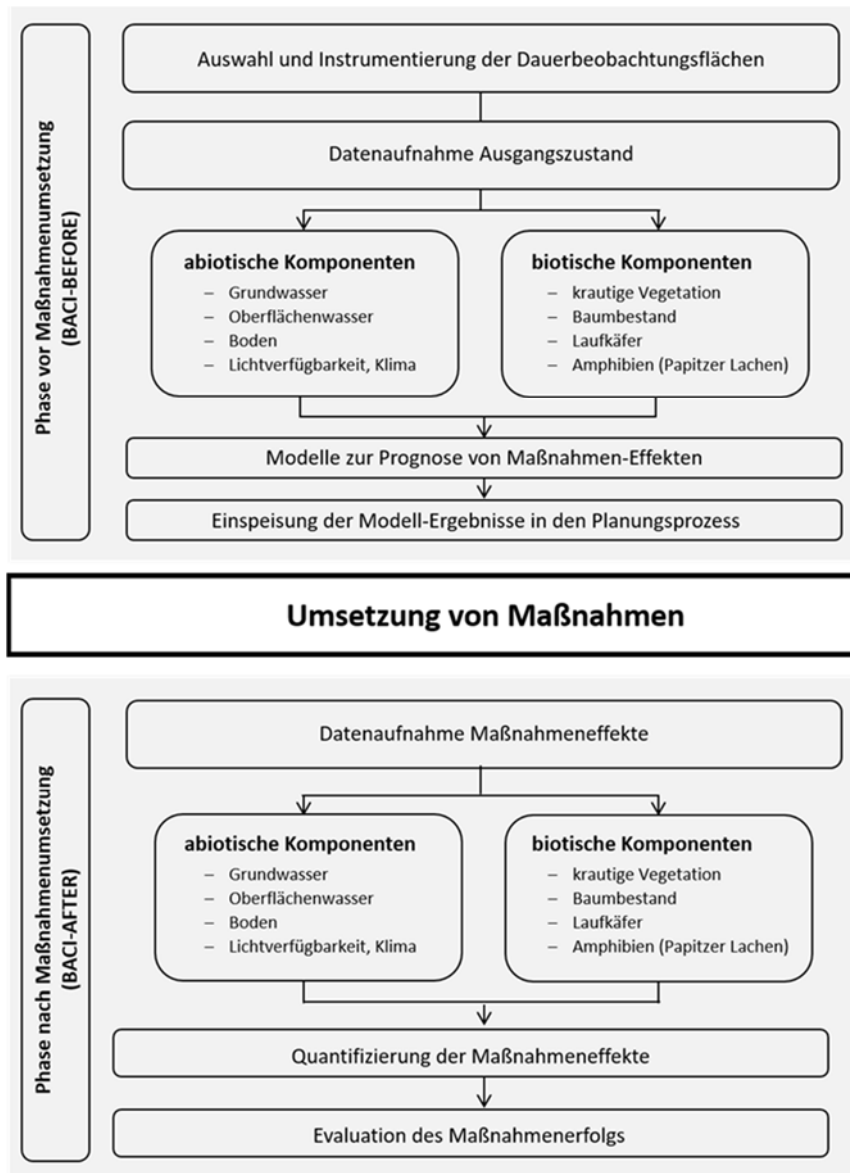 Phase vor Maßnahmenumsetzung
(BACI-BEFORE)
Auswahl und Instrumentierung der Dauerbeobachtungsflächen
Datenaufnahme Ausgangszustand
abiotische Komponenten
– Grundwasser
– Oberflächenwasser
– Boden
– Lichtverfügbarkeit, Klima
biotische Komponenten
– krautige Vegetation
– Baumbestand
– Laufkäfer
– Amphibien (Papitzer Lachen)
Modelle zur Prognose von Maßnahmen-Effekten
Einspeisung der Modell-Ergebnisse in den Planungsprozess
Umsetzung von Maßnahmen
Phase nach Maßnahmenumsetzung
(BACI-AFTER)
Datenaufnahme Maßnahmeneffekte
abiotische Komponenten
– Grundwasser
– Oberflächenwasser
– Boden
– Lichtverfügbarkeit, Klima
biotische Komponenten
– krautige Vegetation
– Baumbestand
– Laufkäfer
– Amphibien (Papitzer Lachen)
Quantifizierung der Maßnahmeneffekte
Evaluation des Maßnahmenerfolgs